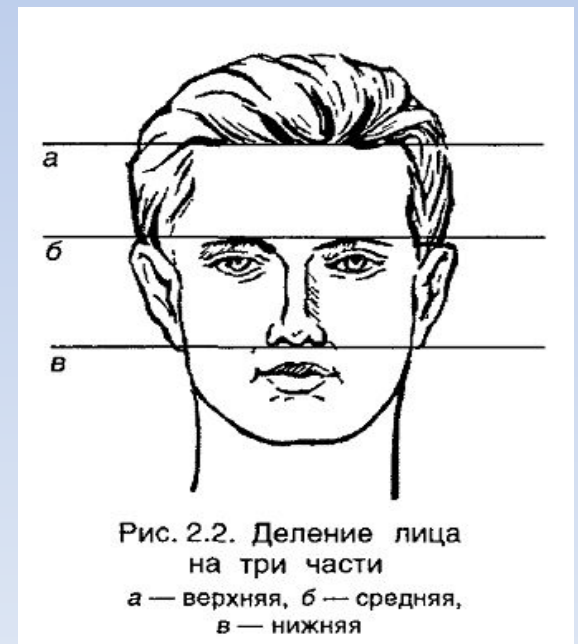 а
б
в
Рис. 2.2. Деление лица
на три части
а — верхняя, б — средняя,
в — нижняя